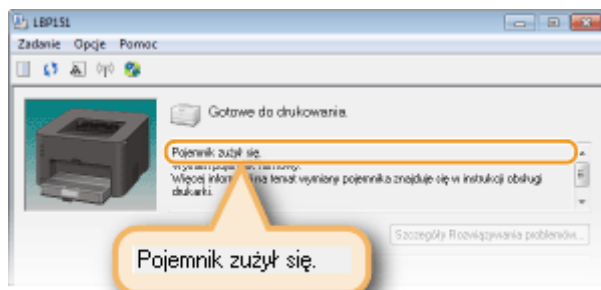 LBP151
Zadanie Opcje Pomoc
Gotowe do drukowania.
Pojemnik zużył się.
Więcej na temat wymiany pojemnika znajduje się w instrukcji obsługi
drukarki.
Szczegóły Rozwiązywania problemów...
Pojemnik zużył się.